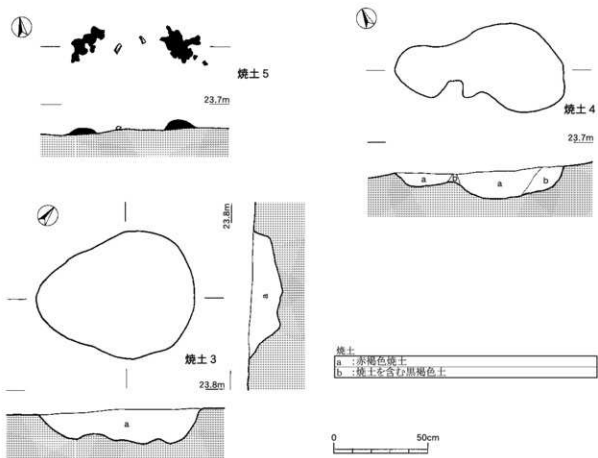 焼土 5
23.7m
焼土 4
23.7m
a
b
a
b
焼土 3
23.8m
a
23.8m
a
焼土
a :赤褐色焼土
b :焼土を含む黒褐色土
0 50cm